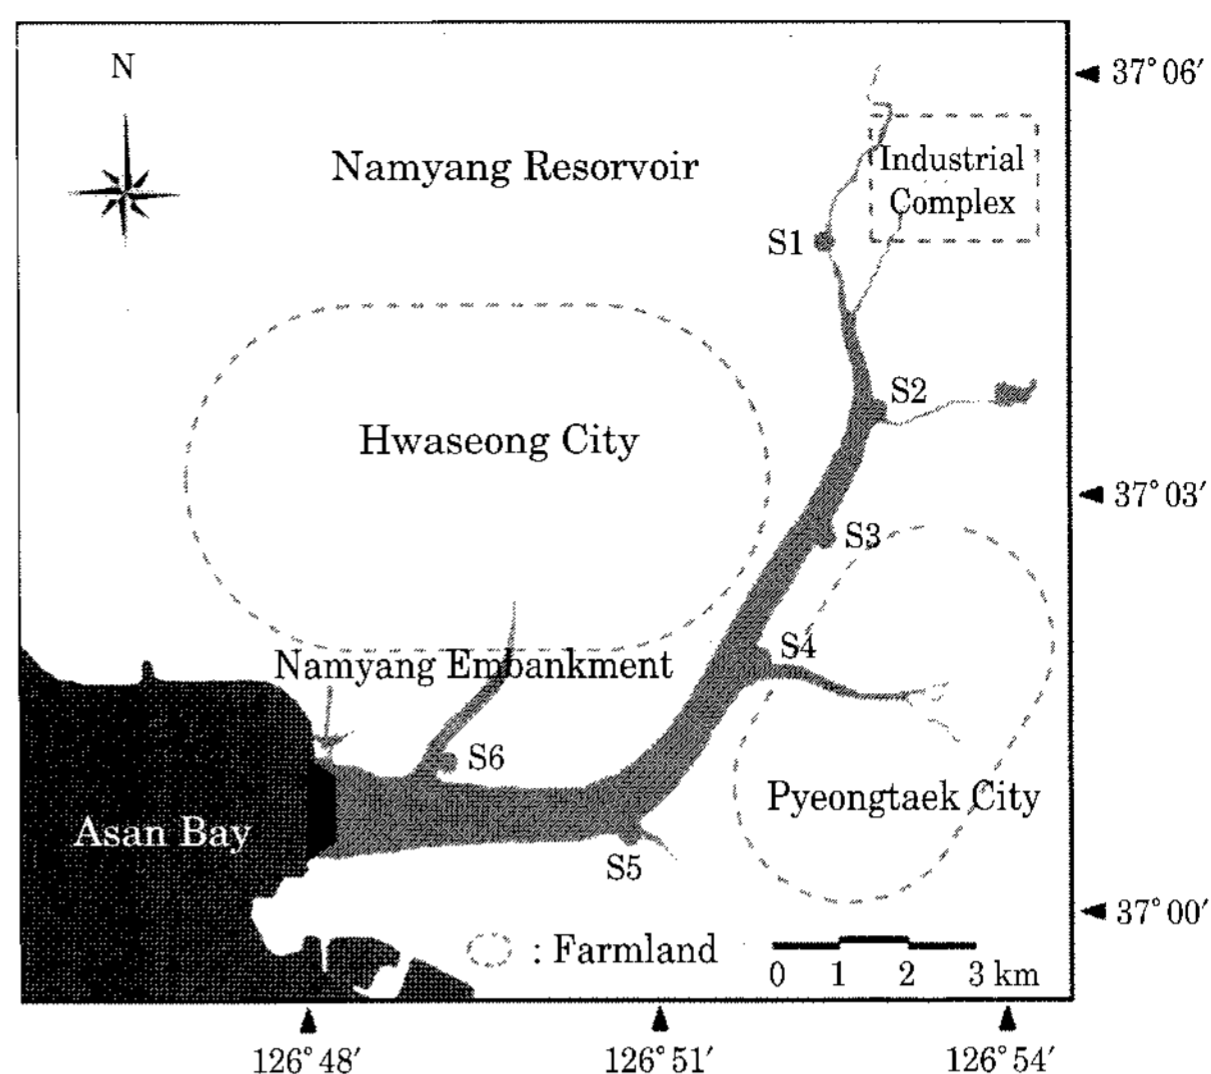 N
37°06′
Namyang Resorvoir
Industrial
Complex
S1
S2
Hwaseong City
37°03′
S3
S4
Namyang Embankment
S6
Pyeongtaek City
Asan Bay
S5
37°00′
: Farmland
0 1 2 3 km
126°48′ 126°51′ 126°54′